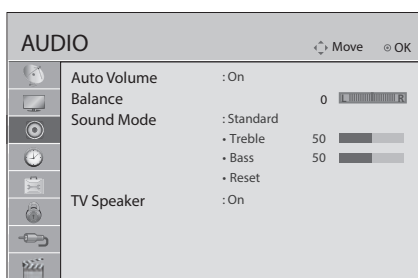 AUDIO Move OK
Auto Volume : On
Balance 0 L R
Sound Mode : Standard
• Treble 50
• Bass 50
• Reset
TV Speaker : On